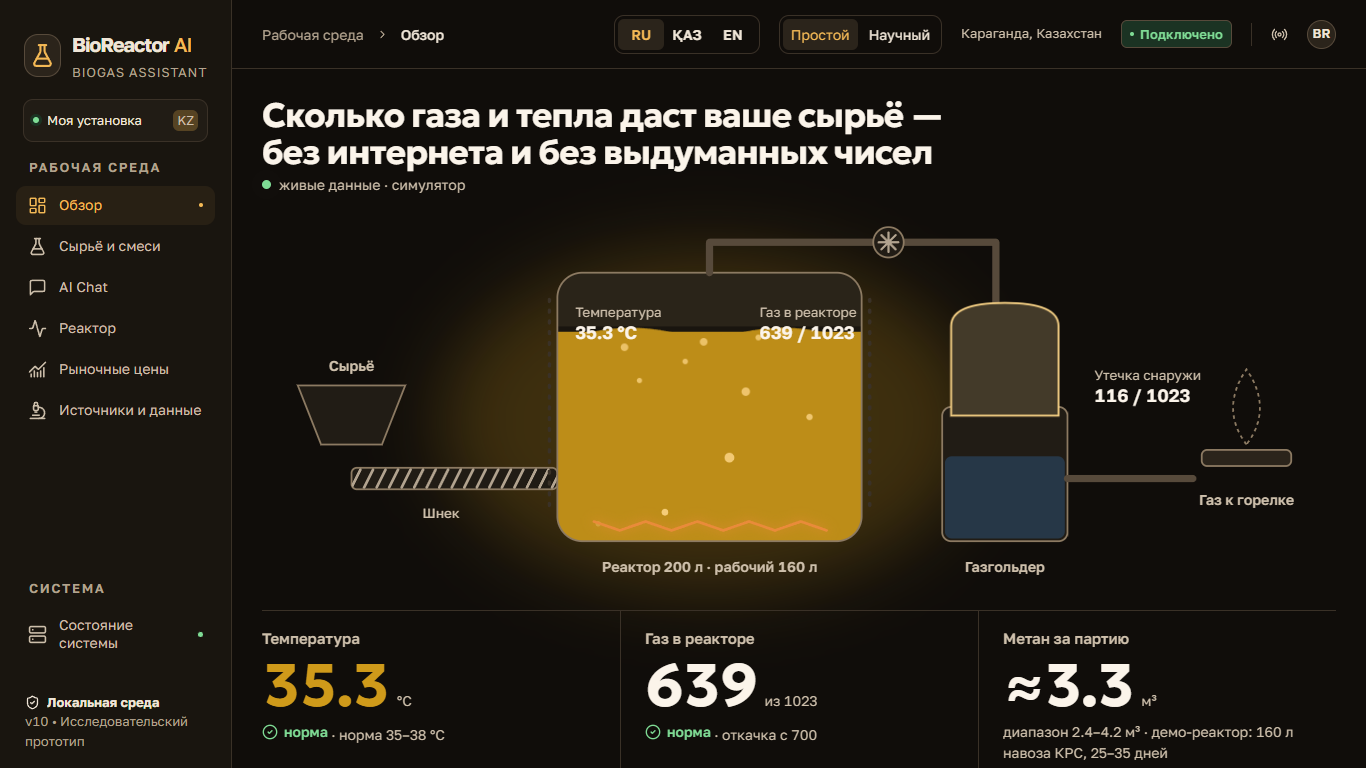 BioReactor AI
BIOGAS ASSISTANT
Моя установка KZ
РАБОЧАЯ СРЕДА
Обзор
Сырьё и смеси
AI Chat
Реактор
Рыночные цены
Источники и данные
СИСТЕМА
Состояние
системы
Локальная среда
v10 • Исследовательский
прототип
Рабочая среда > Обзор
RU ҚАЗ EN
Простой Научный
Караганда, Казахстан
• Подключено
BR
Сколько газа и тепла даст ваше сырьё —
без интернета и без выдуманных чисел
живые данные · симулятор
Температура
35.3 °C
Газ в реакторе
639 / 1023
Сырьё
Шнек
Утечка снаружи
116 / 1023
Газ к горелке
Реактор 200 л · рабочий 160 л
Газгольдер
Температура
35.3 °C
норма · норма 35–38 °C
Газ в реакторе
639 из 1023
норма · откачка с 700
Метан за партию
≈3.3 м³
диапазон 2.4–4.2 м³ · демо-реактор: 160 л
навоза КРС, 25–35 дней